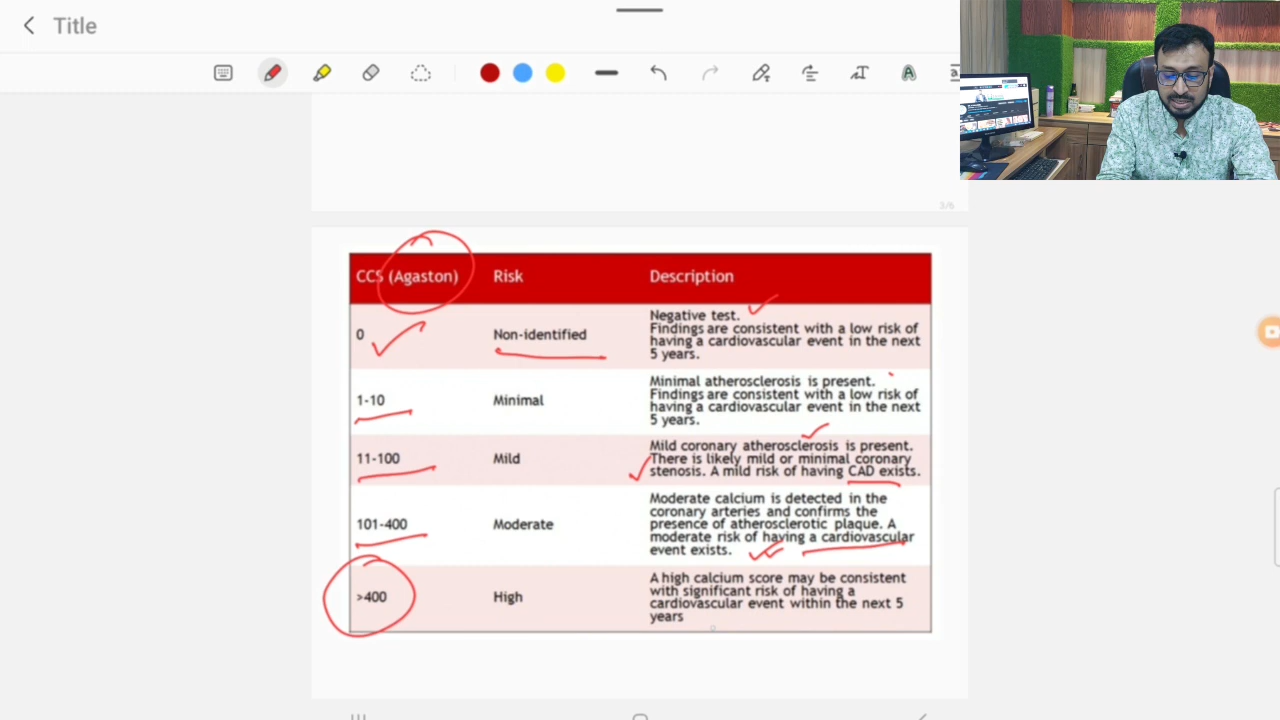 Title
3/6
CCS (Agaston) Risk Description
0 Non-identified Negative test.
Findings are consistent with a low risk of
having a cardiovascular event in the next
5 years.
1-10 Minimal Minimal atherosclerosis is present.
Findings are consistent with a low risk of
having a cardiovascular event in the next
5 years.
11-100 Mild Mild coronary atherosclerosis is present.
There is likely mild or minimal coronary
stenosis. A mild risk of having CAD exists.
101-400 Moderate Moderate calcium is detected in the
coronary arteries and confirms the
presence of atherosclerotic plaque. A
moderate risk of having a cardiovascular
event exists.
>400 High A high calcium score may be consistent
with significant risk of having a
cardiovascular event within the next 5
years